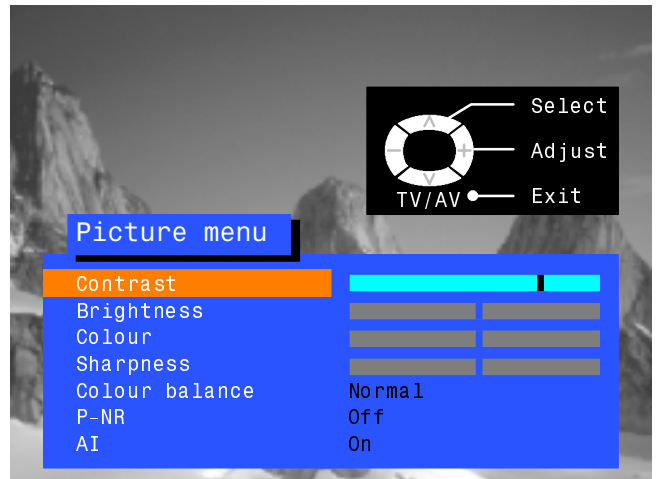 Select
Adjust
TV/AV
Exit
Picture menu
Contrast
Brightness
Colour
Sharpness
Colour balance Normal
P-NR Off
AI On